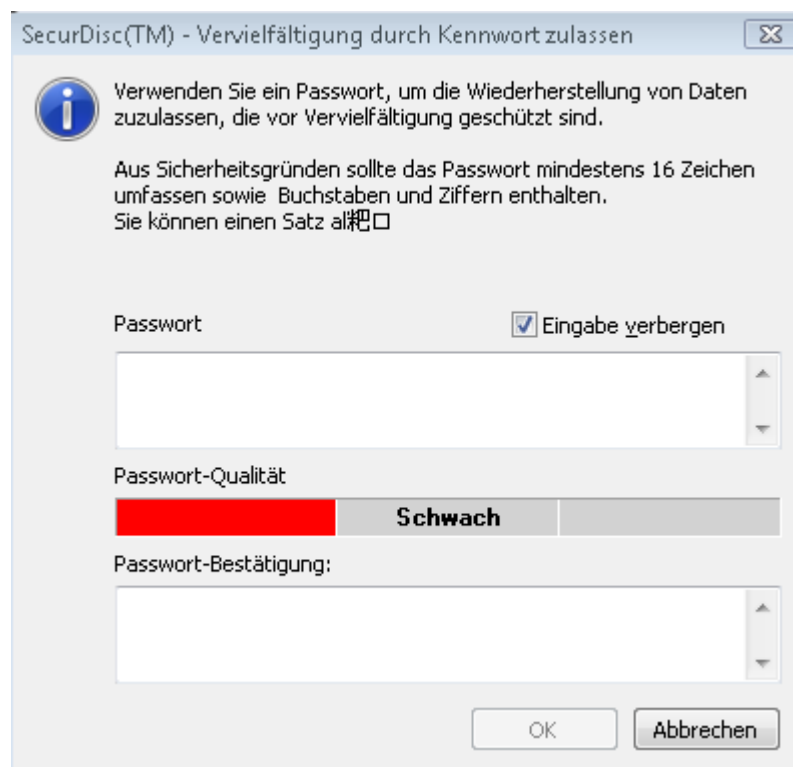 SecurDisc(TM) - Vervielfältigung durch Kennwort zulassen
Verwenden Sie ein Passwort, um die Wiederherstellung von Daten
zuzulassen, die vor Vervielfältigung geschützt sind.
Aus Sicherheitsgründen sollte das Passwort mindestens 16 Zeichen
umfassen sowie  Buchstaben und Ziffern enthalten.
Sie können einen Satz al粑□
Passwort
Eingabe verbergen
Passwort-Qualität
Schwach
Passwort-Bestätigung:
OK
Abbrechen